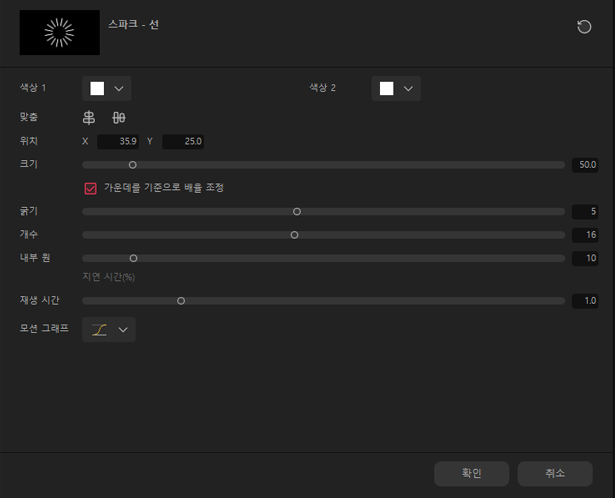 스파크 - 선
색상 1 색상 2
맞춤
위치 X 35.9 Y 25.0
크기 50.0
가운데를 기준으로 배율 조정
굵기 5
개수 16
내부 원 10
지연 시간(%)
재생 시간 1.0
모션 그래프
확인 취소